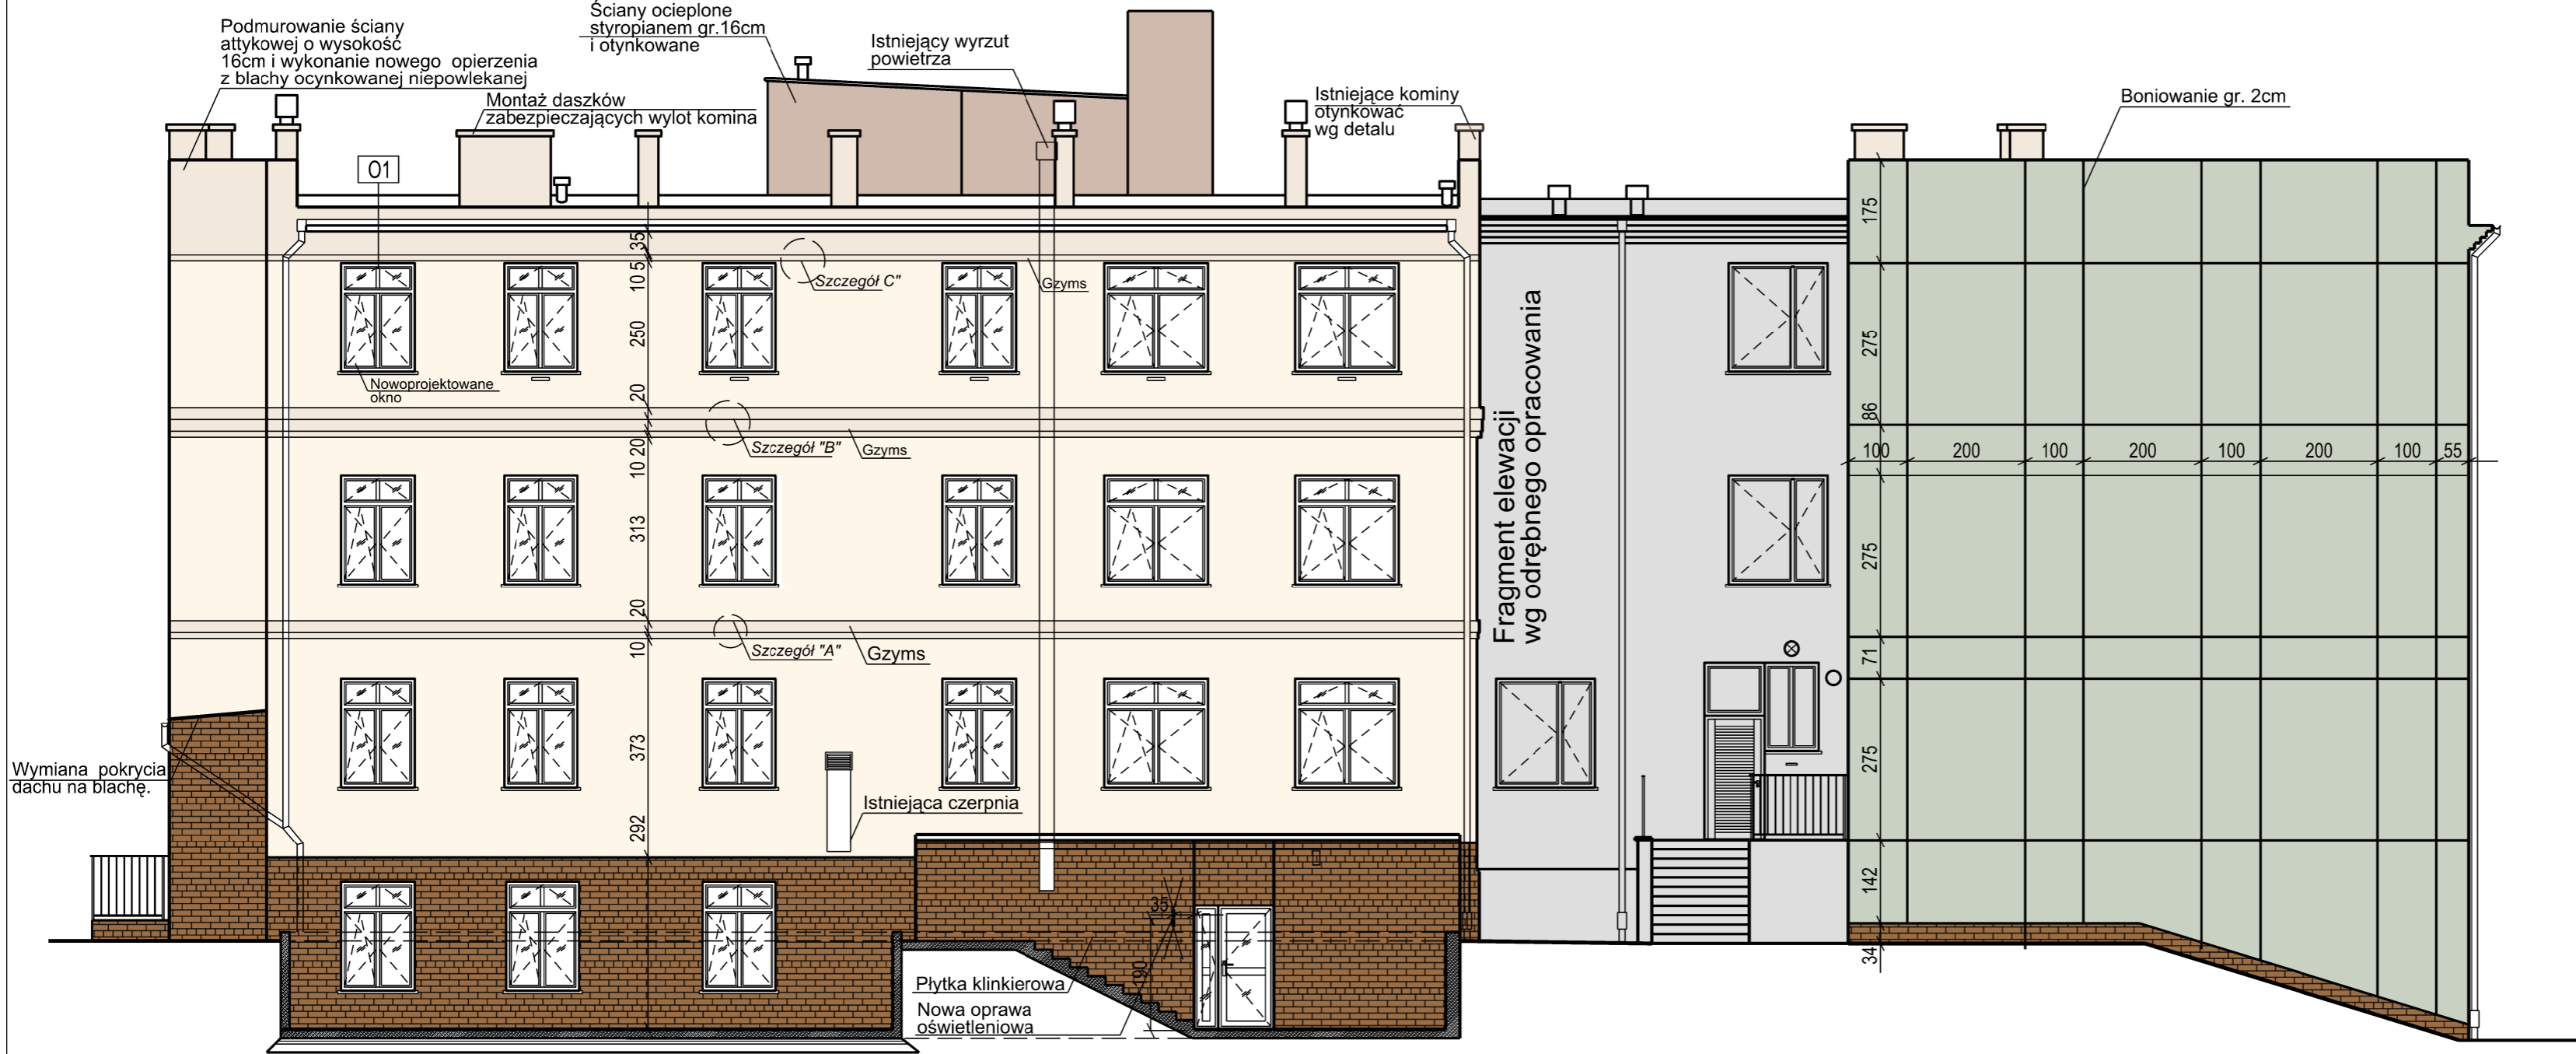 Podmurowanie ściany
attykowej o wysokość
16cm i wykonanie nowego opierzenia
z blachy ocynkowanej niepowlekanej
Ściany ocieplone
styropianem gr.16cm
i otynkowane
Istniejący wyrzut
powietrza
Montaż daszków
zabezpieczających wylot komina
Istniejące kominy
otynkować
wg detalu
Boniowanie gr. 2cm
O1
Szczegół C"
Gzyms
Nowoprojektowane
okno
Szczegół "B"
Gzyms
Szczegół "A"
Gzyms
Fragment elewacji
wg odrębnego opracowania
Wymiana pokrycia
dachu na blachę.
Istniejąca czerpnia
Płytka klinkierowa
Nowa oprawa
oświetleniowa
35
10 5
250
20
10 20
313
20
10
373
292
35
190
175
275
86
100 200 100 200 100 200 100 55
275
71
275
142
34